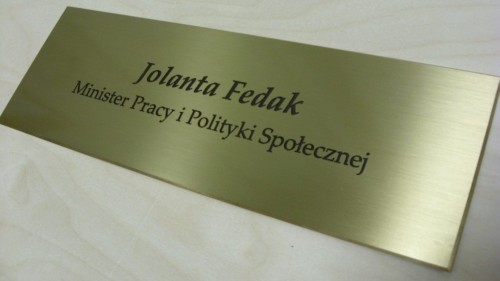 Jolanta Fedak
Minister Pracy i Polityki Społecznej